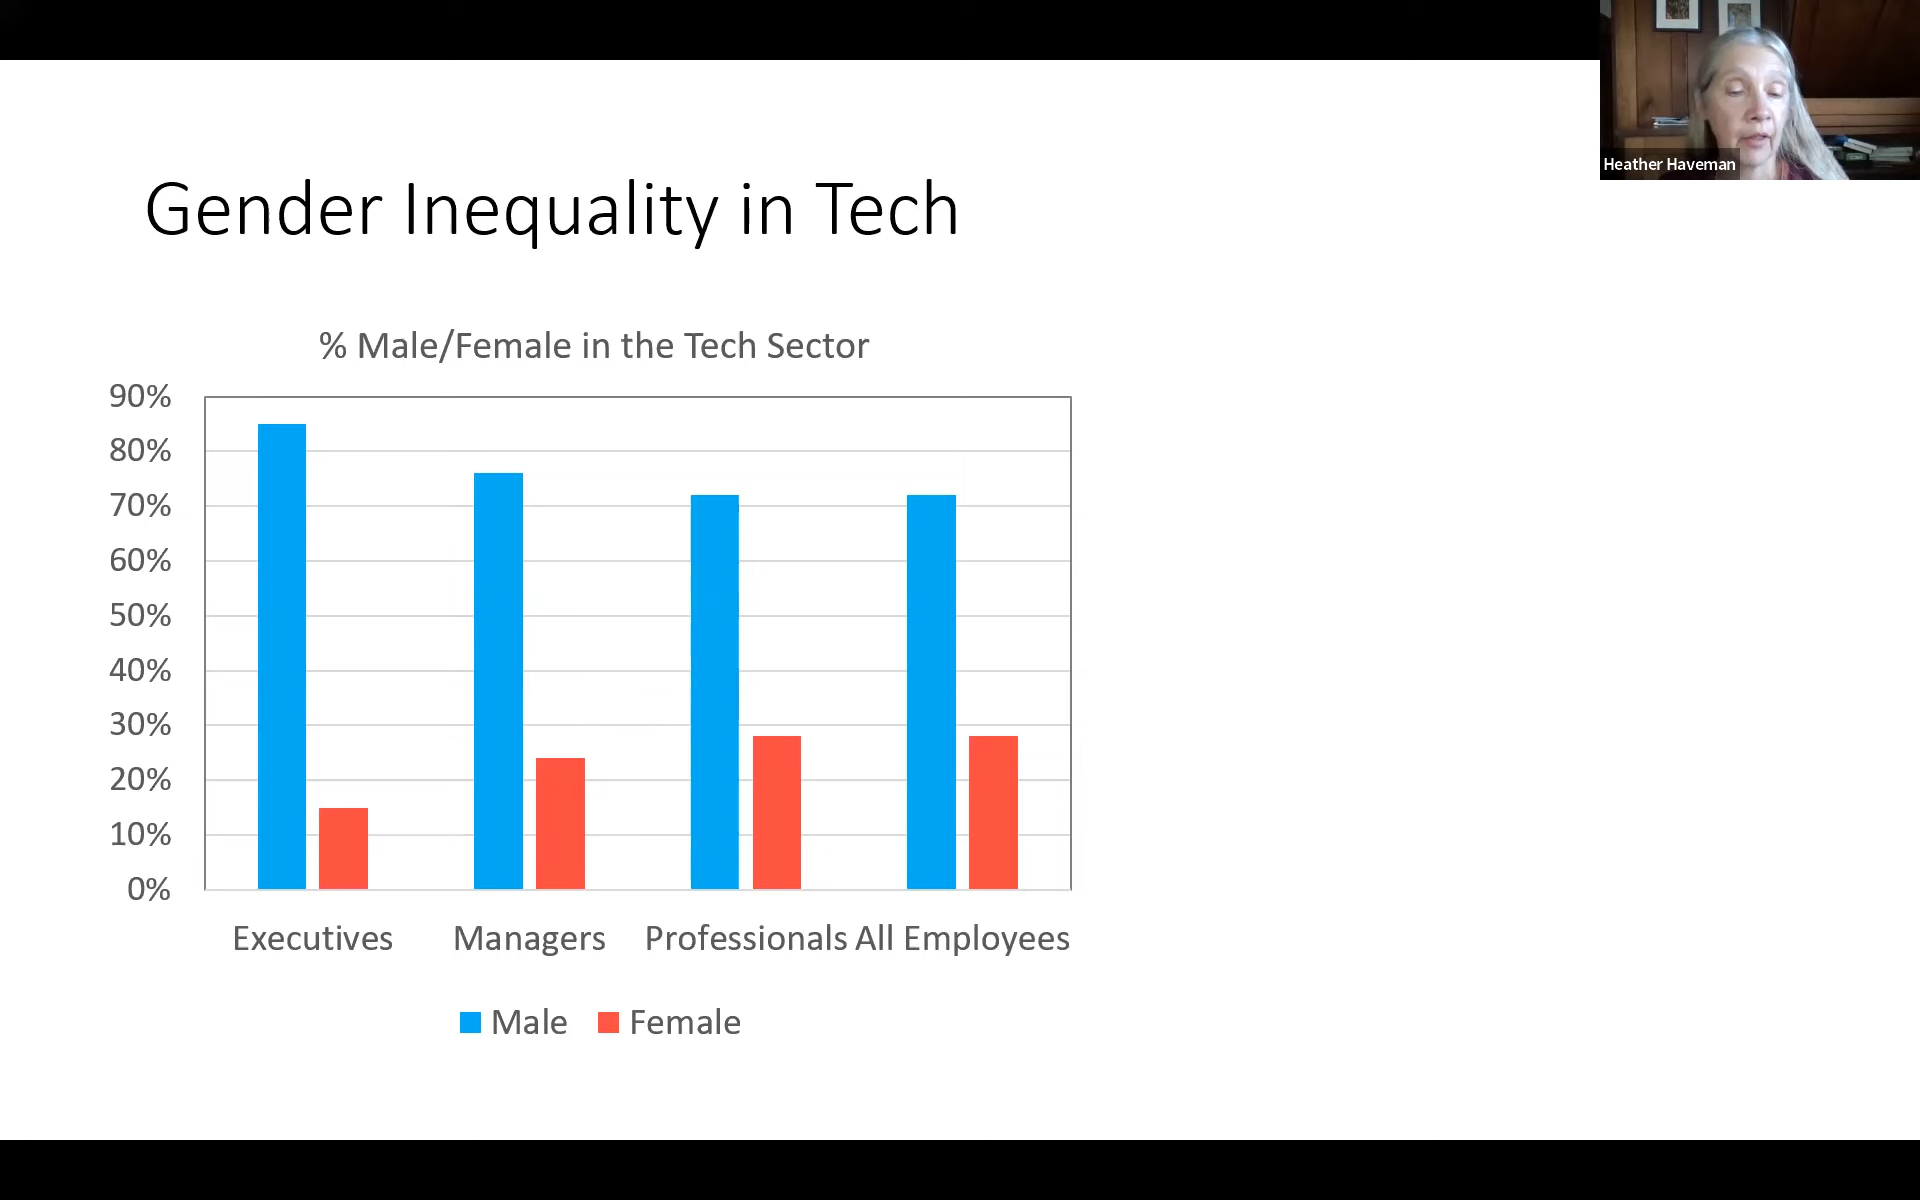 Heather Haveman
Gender Inequality in Tech
% Male/Female in the Tech Sector
90%
80%
70%
60%
50%
40%
30%
20%
10%
0%
Executives Managers Professionals All Employees
Male Female